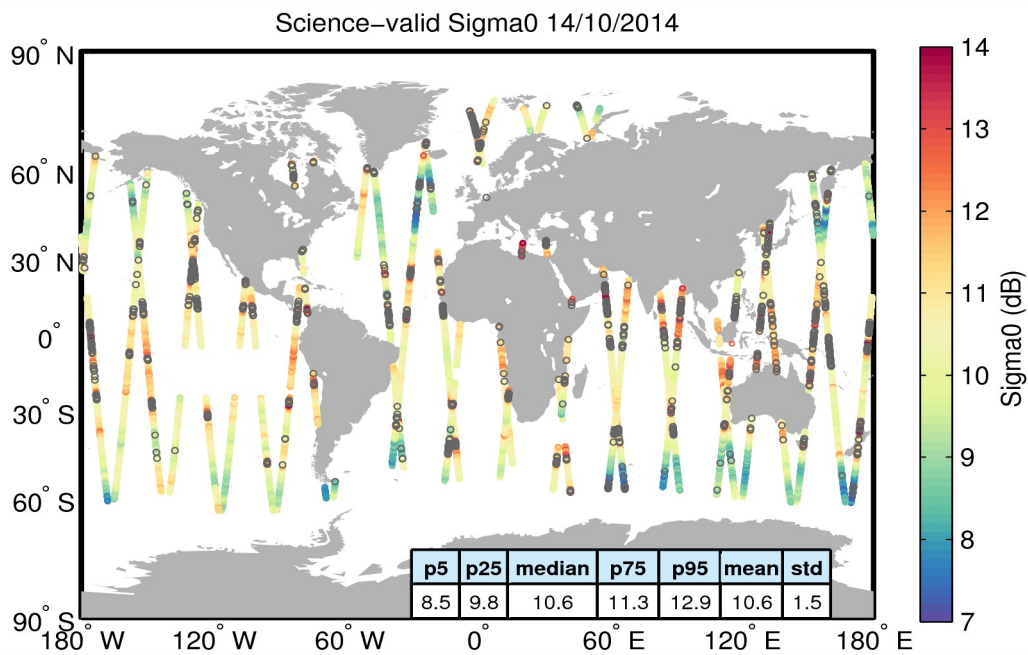 Science−valid Sigma0 14/10/2014
90° N
60° N
30° N
0°
30° S
60° S
90° S
180° W
120° W
60° W
0°
60° E
120° E
180° E
p5 p25 median p75 p95 mean std
8.5 9.8 10.6 11.3 12.9 10.6 1.5
14
13
12
11
10
9
8
7
Sigma0 (dB)